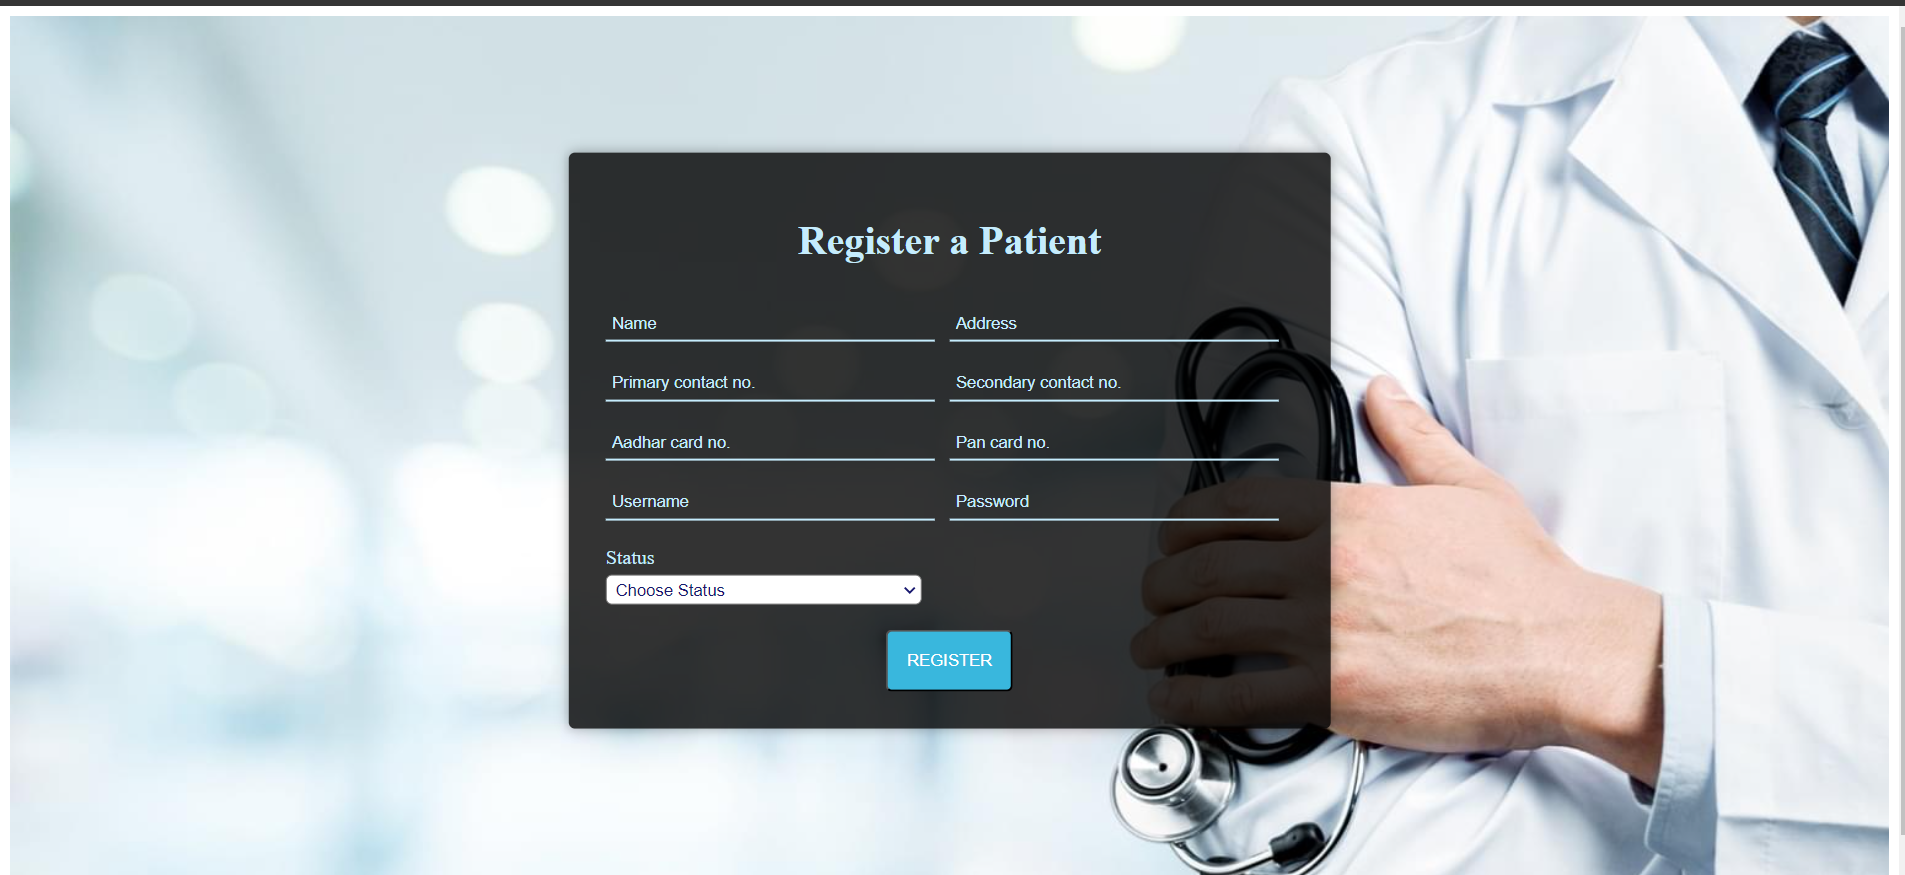 Register a Patient
Name
Address
Primary contact no.
Secondary contact no.
Aadhar card no.
Pan card no.
Username
Password
Status
Choose Status
REGISTER